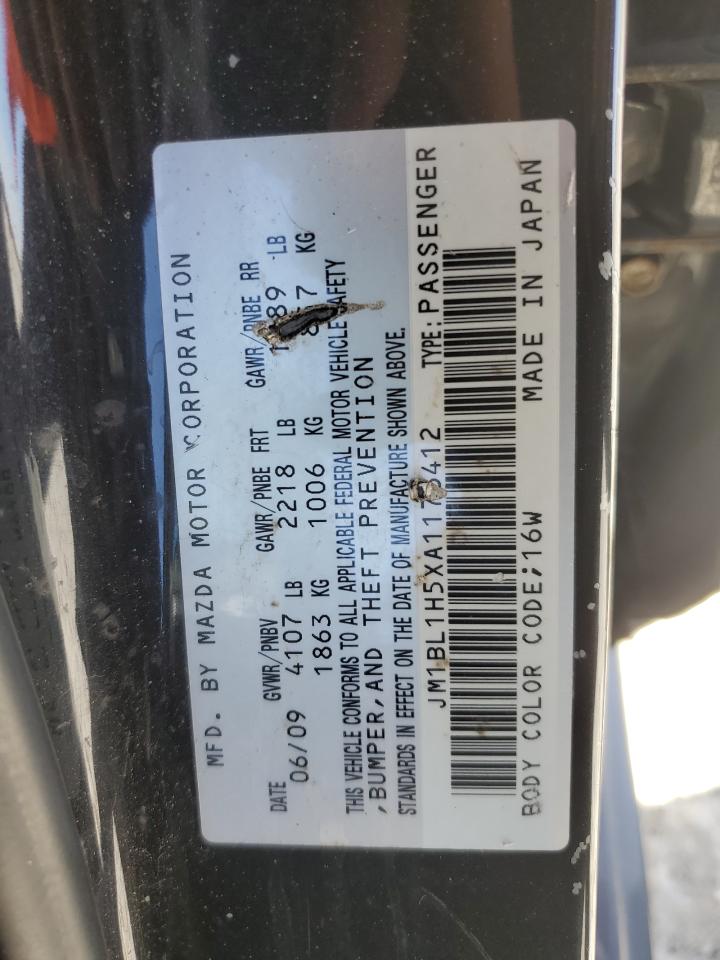 MFD. BY MAZDA MOTOR CORPORATION
DATE GVWR/PNBV GAWR/PNBE FRT GAWR/PNBE RR
06/09 4107 LB 2218 LB LB
1863 KG 1006 KG KG
THIS VEHICLE CONFORMS TO ALL APPLICABLE FEDERAL MOTOR VEHICLE SAFETY
,BUMPER,AND THEFT PREVENTION
STANDARDS IN EFFECT ON THE DATE OF MANUFACTURE SHOWN ABOVE.
TYPE:PASSENGER
BODY COLOR CODE;16W MADE IN JAPAN